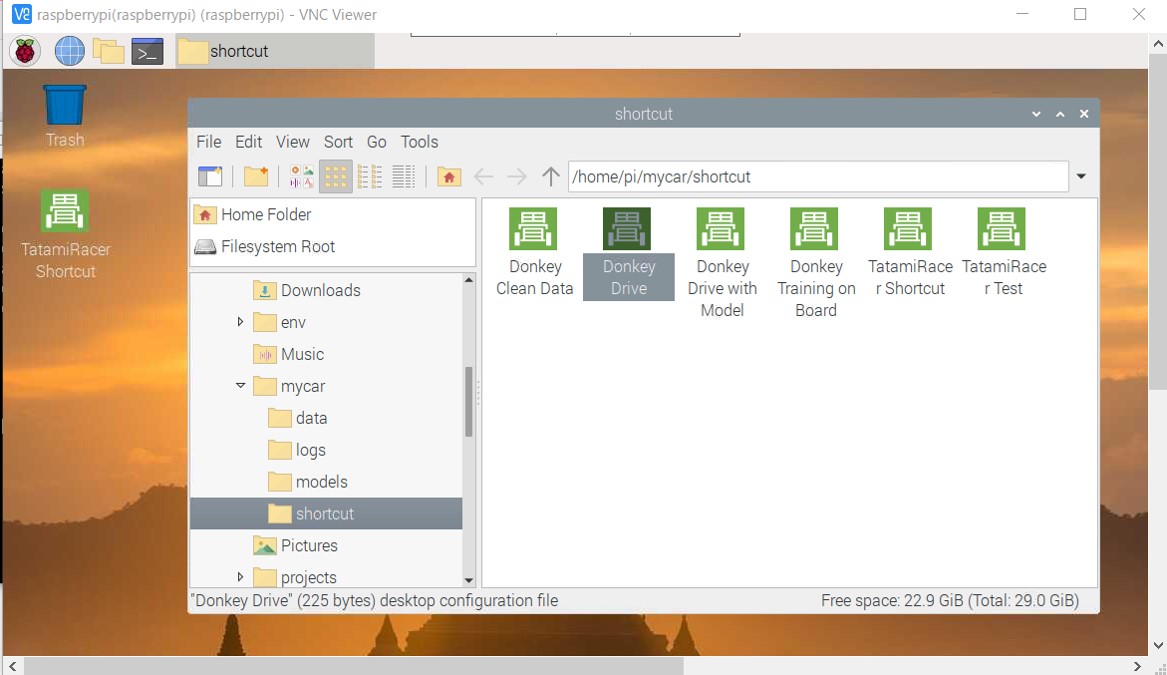 V2 raspberrypi(raspberrypi) (raspberrypi) - VNC Viewer
>_ shortcut
Trash
TatamiRacer
Shortcut
shortcut
File Edit View Sort Go Tools
/home/pi/mycar/shortcut
Home Folder
Filesystem Root
Downloads
env
Music
mycar
data
logs
models
shortcut
Pictures
projects
Donkey
Clean Data
Donkey
Drive
Donkey
Drive with
Model
Donkey
Training on
Board
TatamiRace
r Shortcut
TatamiRace
r Test
"Donkey Drive" (225 bytes) desktop configuration file
Free space: 22.9 GiB (Total: 29.0 GiB)